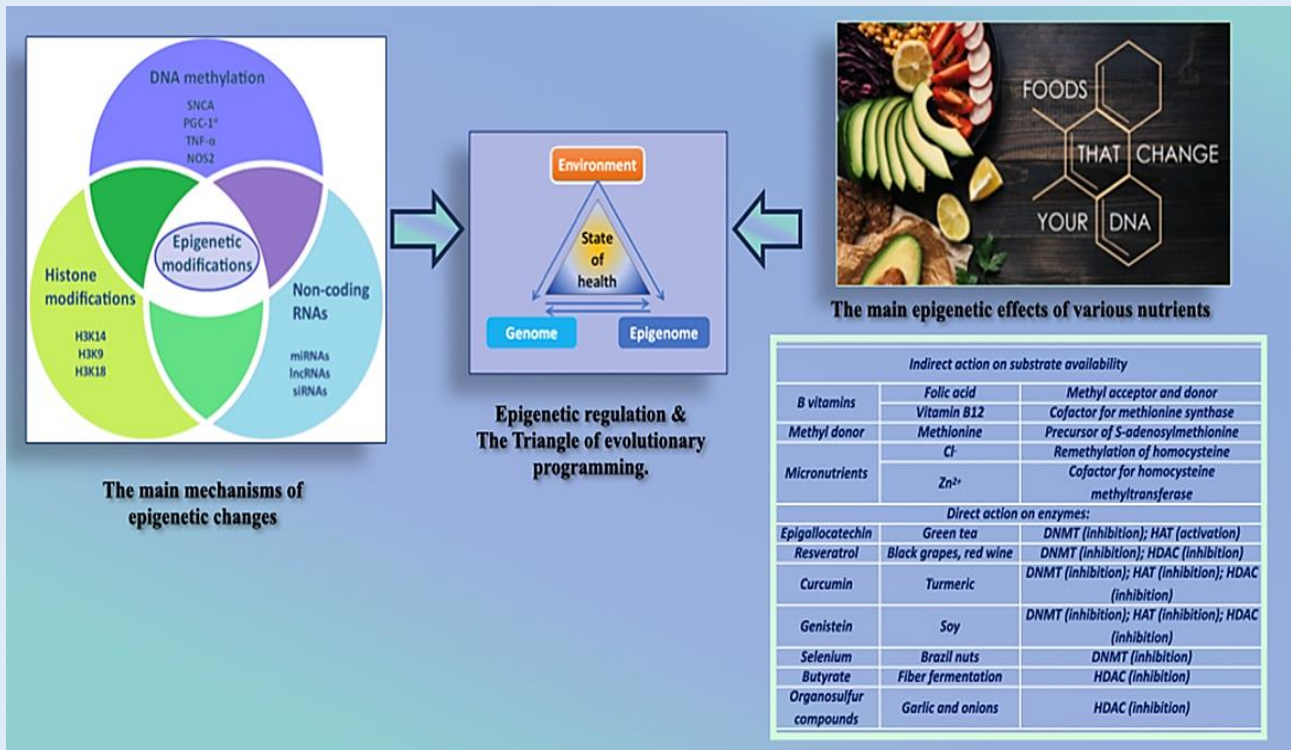 DNA methylation
SNCA
PGC-1α
TNF-α
NOS2
Epigenetic
modifications
Histone
modifications
H3K14
H3K9
H3K18
Non-coding
RNAs
miRNAs
lncRNAs
siRNAs
The main mechanisms of
epigenetic changes
Environment
State
of
health
Genome
Epigenome
Epigenetic regulation &
The Triangle of evolutionary
programming.
FOODS
THAT CHANGE
YOUR DNA
The main epigenetic effects of various nutrients
Indirect action on substrate availability
B vitamins Folic acid Methyl acceptor and donor
Vitamin B12 Cofactor for methionine synthase
Methyl donor Methionine Precursor of S-adenosylmethionine
Micronutrients Cl- Remethylation of homocysteine
Zn2+ Cofactor for homocysteine
methyltransferase
Direct action on enzymes:
Epigallocatechin Green tea DNMT (inhibition); HAT (activation)
Resveratrol Black grapes, red wine DNMT (inhibition); HDAC (inhibition)
Curcumin Turmeric DNMT (inhibition); HAT (inhibition); HDAC
(inhibition)
Genistein Soy DNMT (inhibition); HAT (inhibition); HDAC
(inhibition)
Selenium Brazil nuts DNMT (inhibition)
Butyrate Fiber fermentation HDAC (inhibition)
Organosulfur
compounds Garlic and onions HDAC (inhibition)